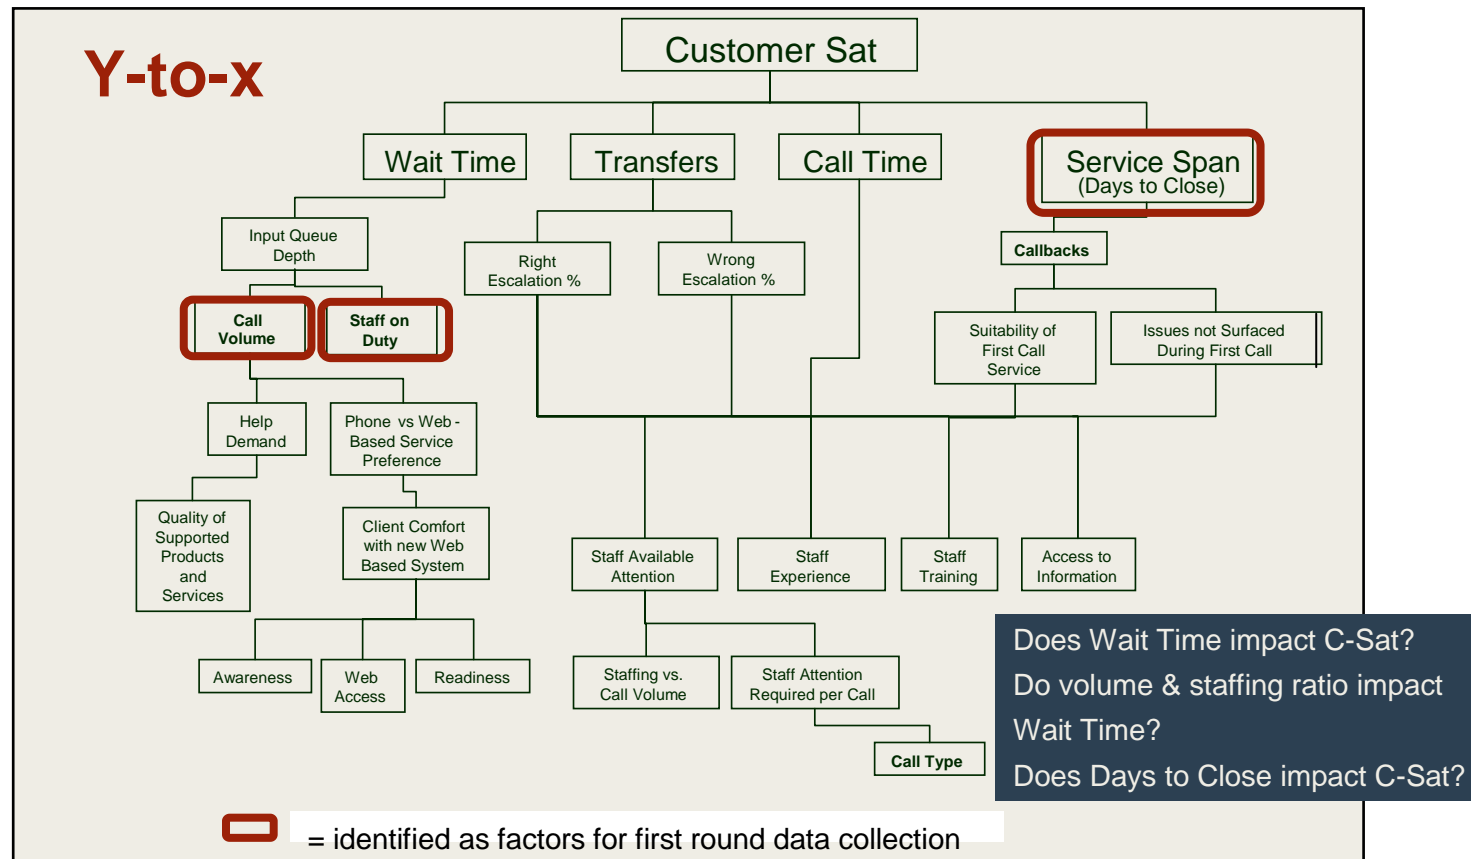 Y-to-x
Customer Sat
Wait Time
Transfers
Call Time
Service Span
(Days to Close)
Input Queue
Depth
Right
Escalation %
Wrong
Escalation %
Callbacks
Call
Volume
Staff on
Duty
Suitability of
First Call
Service
Issues not Surfaced
During First Call
Help
Demand
Phone vs Web -
Based Service
Preference
Quality of
Supported
Products
and
Services
Client Comfort
with new Web
Based System
Staff Available
Attention
Staff
Experience
Staff
Training
Access to
Information
Awareness
Web
Access
Readiness
Staffing vs.
Call Volume
Staff Attention
Required per Call
Call Type
Does Wait Time impact C-Sat?
Do volume & staffing ratio impact
Wait Time?
Does Days to Close impact C-Sat?
= identified as factors for first round data collection